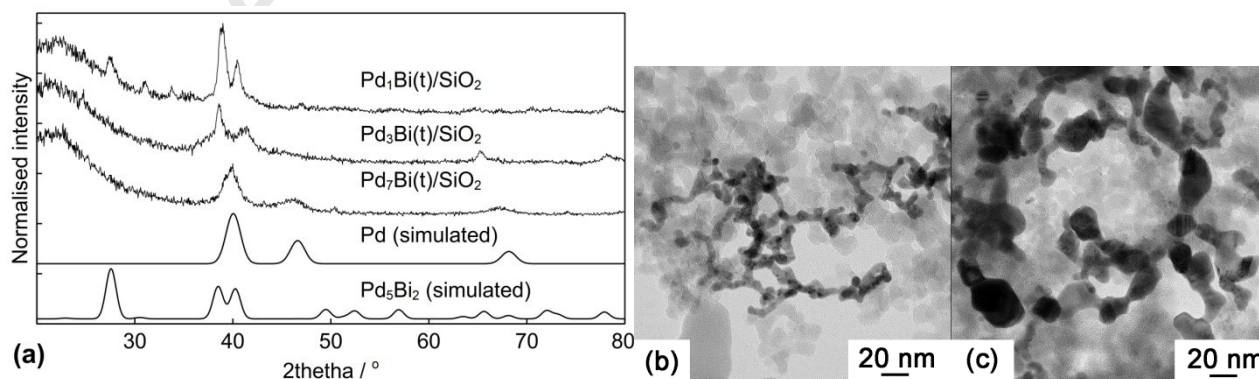 Normalised intensity
Pd₁Bi(t)/SiO₂
Pd₃Bi(t)/SiO₂
Pd₇Bi(t)/SiO₂
Pd (simulated)
Pd₅Bi₂ (simulated)
30 40 50 60 70 80
2thetha / °
(a)
(b)
20 nm
(c)
20 nm